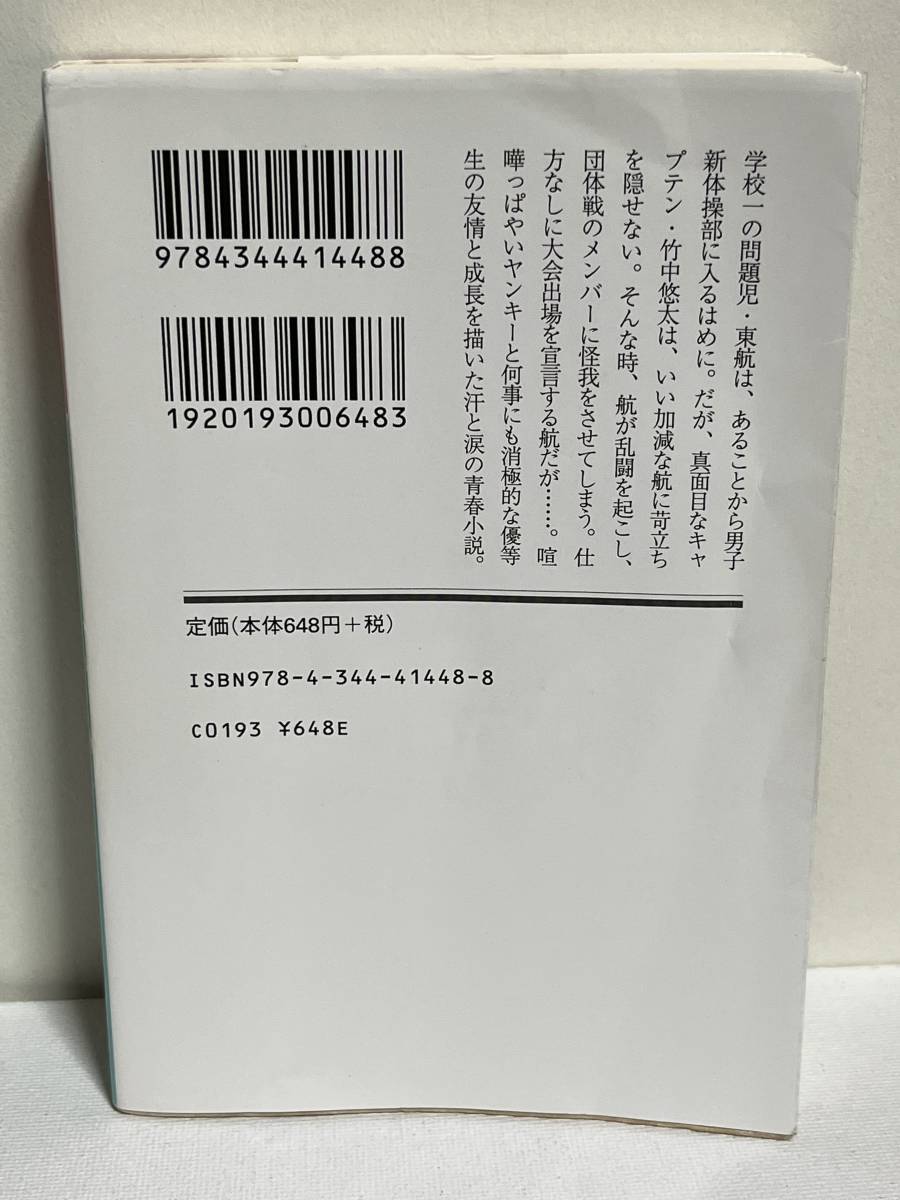 学校一の問題児・東航は、あることから男子
新体操部に入るはめに。だが、真面目なキャ
プテン・竹中悠太は、いい加減な航に苛立ち
を隠せない。そんな時、航が乱闘を起こし、
団体戦のメンバーに怪我をさせてしまう。仕
方なしに大会出場を宣言する航だが……。喧
嘩っぱやいヤンキーと何事にも消極的な優等
生の友情と成長を描いた汗と涙の青春小説。
9784344414488
1920193006483
定価(本体648円+税)
ISBN978-4-344-41448-8
C0193 ¥648E